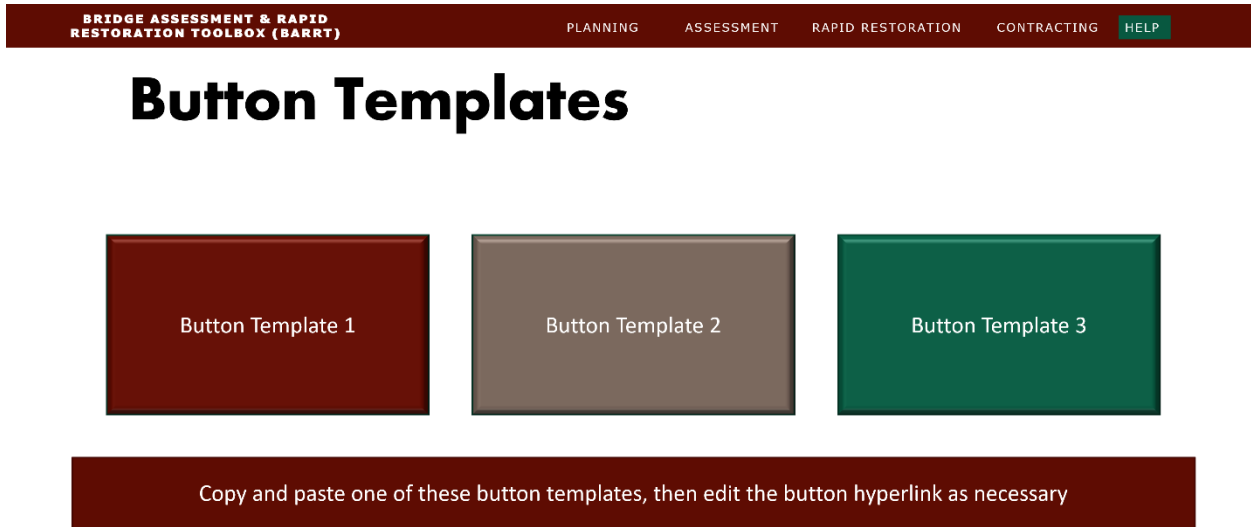 BRIDGE ASSESSMENT & RAPID
RESTORATION TOOLBOX (BARRT)
PLANNING ASSESSMENT RAPID RESTORATION CONTRACTING HELP
Button Templates
Button Template 1
Button Template 2
Button Template 3
Copy and paste one of these button templates, then edit the button hyperlink as necessary